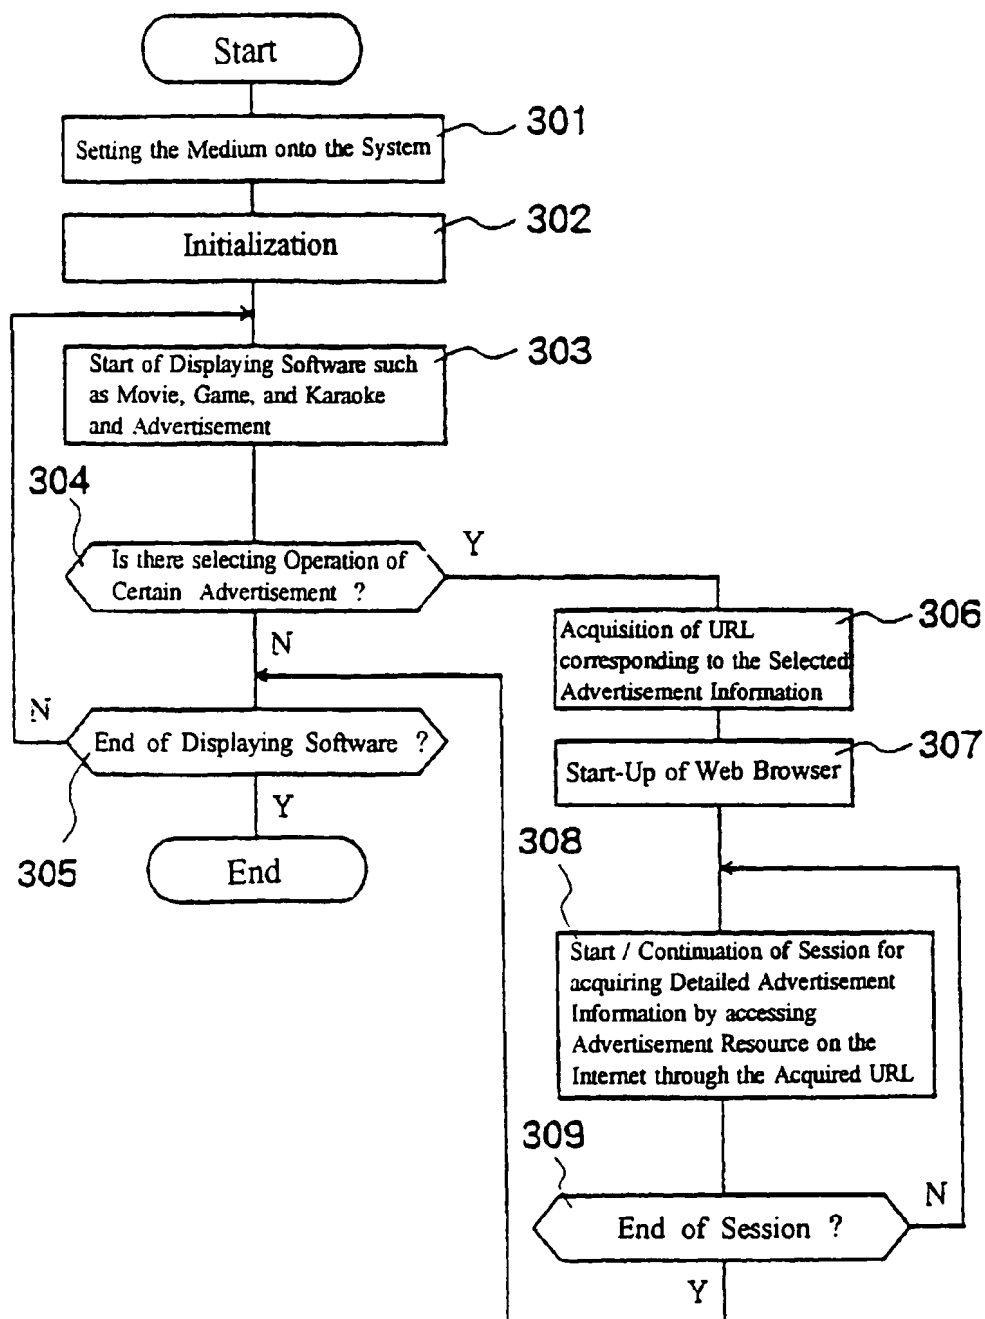 Start
301
Setting the Medium onto the System
302
Initialization
303
Start of Displaying Software such
as Movie, Game, and Karaoke
and Advertisement
304
Is there selecting Operation of
Certain Advertisement ?
Y
N
306
Acquisition of URL
corresponding to the Selected
Advertisement Information
N
End of Displaying Software ?
305
Y
End
307
Start-Up of Web Browser
308
Start / Continuation of Session for
acquiring Detailed Advertisement
Information by accessing
Advertisement Resource on the
Internet through the Acquired URL
309
End of Session ?
N
Y